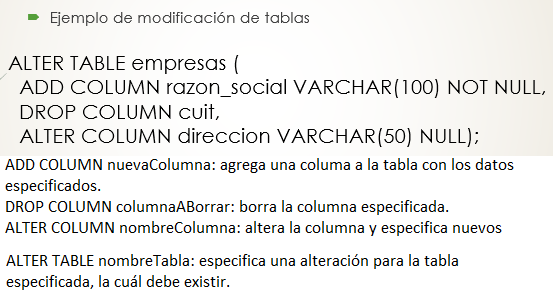 Ejemplo de modificación de tablas
ALTER TABLE empresas (
ADD COLUMN razon_social VARCHAR(100) NOT NULL,
DROP COLUMN cuit,
ALTER COLUMN direccion VARCHAR(50) NULL);
ADD COLUMN nuevaColumna: agrega una columa a la tabla con los datos
especificados.
DROP COLUMN columnaABorrar: borra la columna especificada.
ALTER COLUMN nombreColumna: altera la columna y especifica nuevos
ALTER TABLE nombreTabla: especifica una alteración para la tabla
especificada, la cuál debe existir.